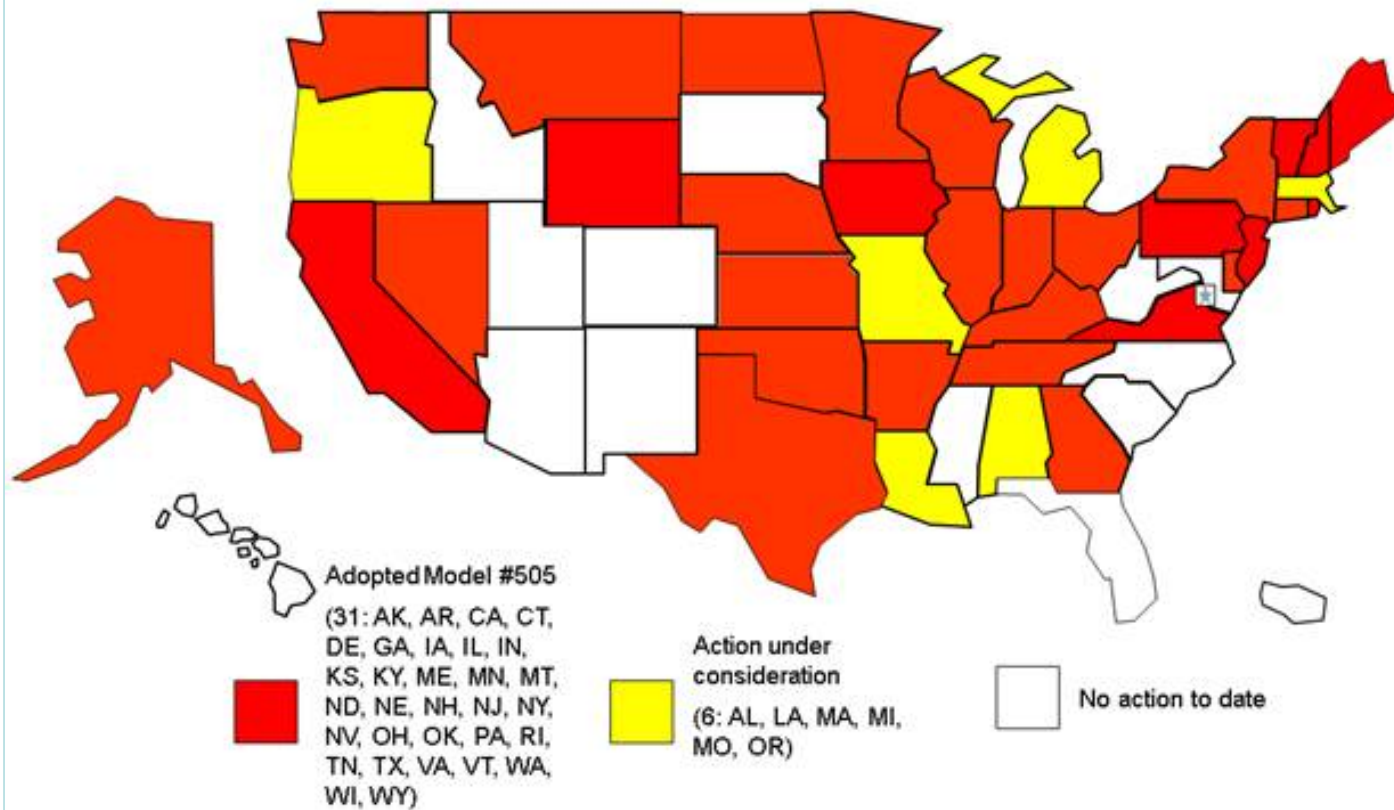 Adopted Model #505
(31: AK, AR, CA, CT,
DE, GA, IA, IL, IN,
KS, KY, ME, MN, MT,
ND, NE, NH, NJ, NY,
NV, OH, OK, PA, RI,
TN, TX, VA, VT, WA,
WI, WY)
Action under
consideration
(6: AL, LA, MA, MI,
MO, OR)
No action to date